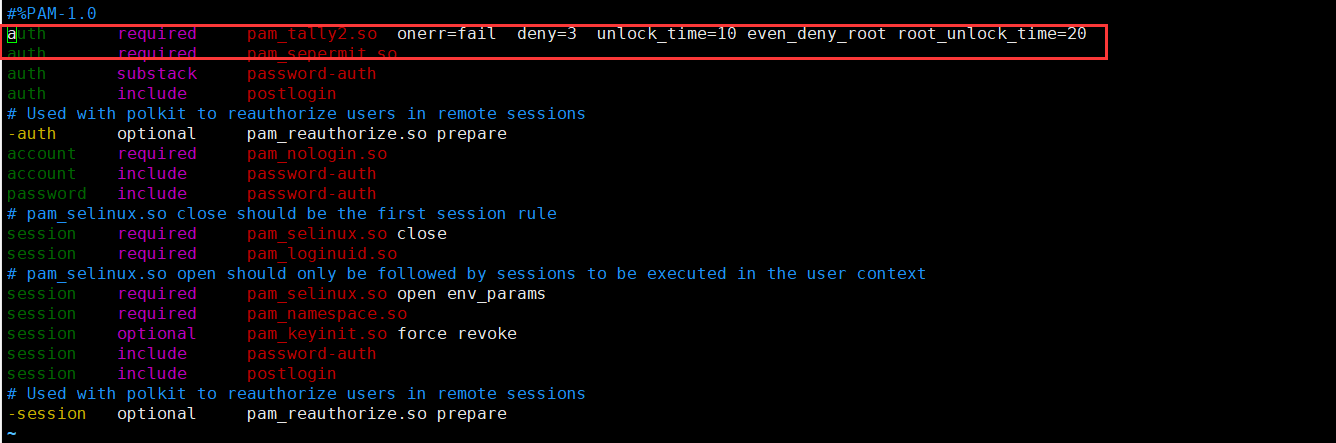 #%PAM-1.0
auth       required     pam_tally2.so  onerr=fail  deny=3  unlock_time=10 even_deny_root root_unlock_time=20
auth       required     pam_sepermit.so
auth       substack     password-auth
auth       include      postlogin
# Used with polkit to reauthorize users in remote sessions
-auth      optional     pam_reauthorize.so prepare
account    required     pam_nologin.so
account    include      password-auth
password   include      password-auth
# pam_selinux.so close should be the first session rule
session    required     pam_selinux.so close
session    required     pam_loginuid.so
# pam_selinux.so open should only be followed by sessions to be executed in the user context
session    required     pam_selinux.so open env_params
session    required     pam_namespace.so
session    optional     pam_keyinit.so force revoke
session    include      password-auth
session    include      postlogin
# Used with polkit to reauthorize users in remote sessions
-session   optional     pam_reauthorize.so prepare
~